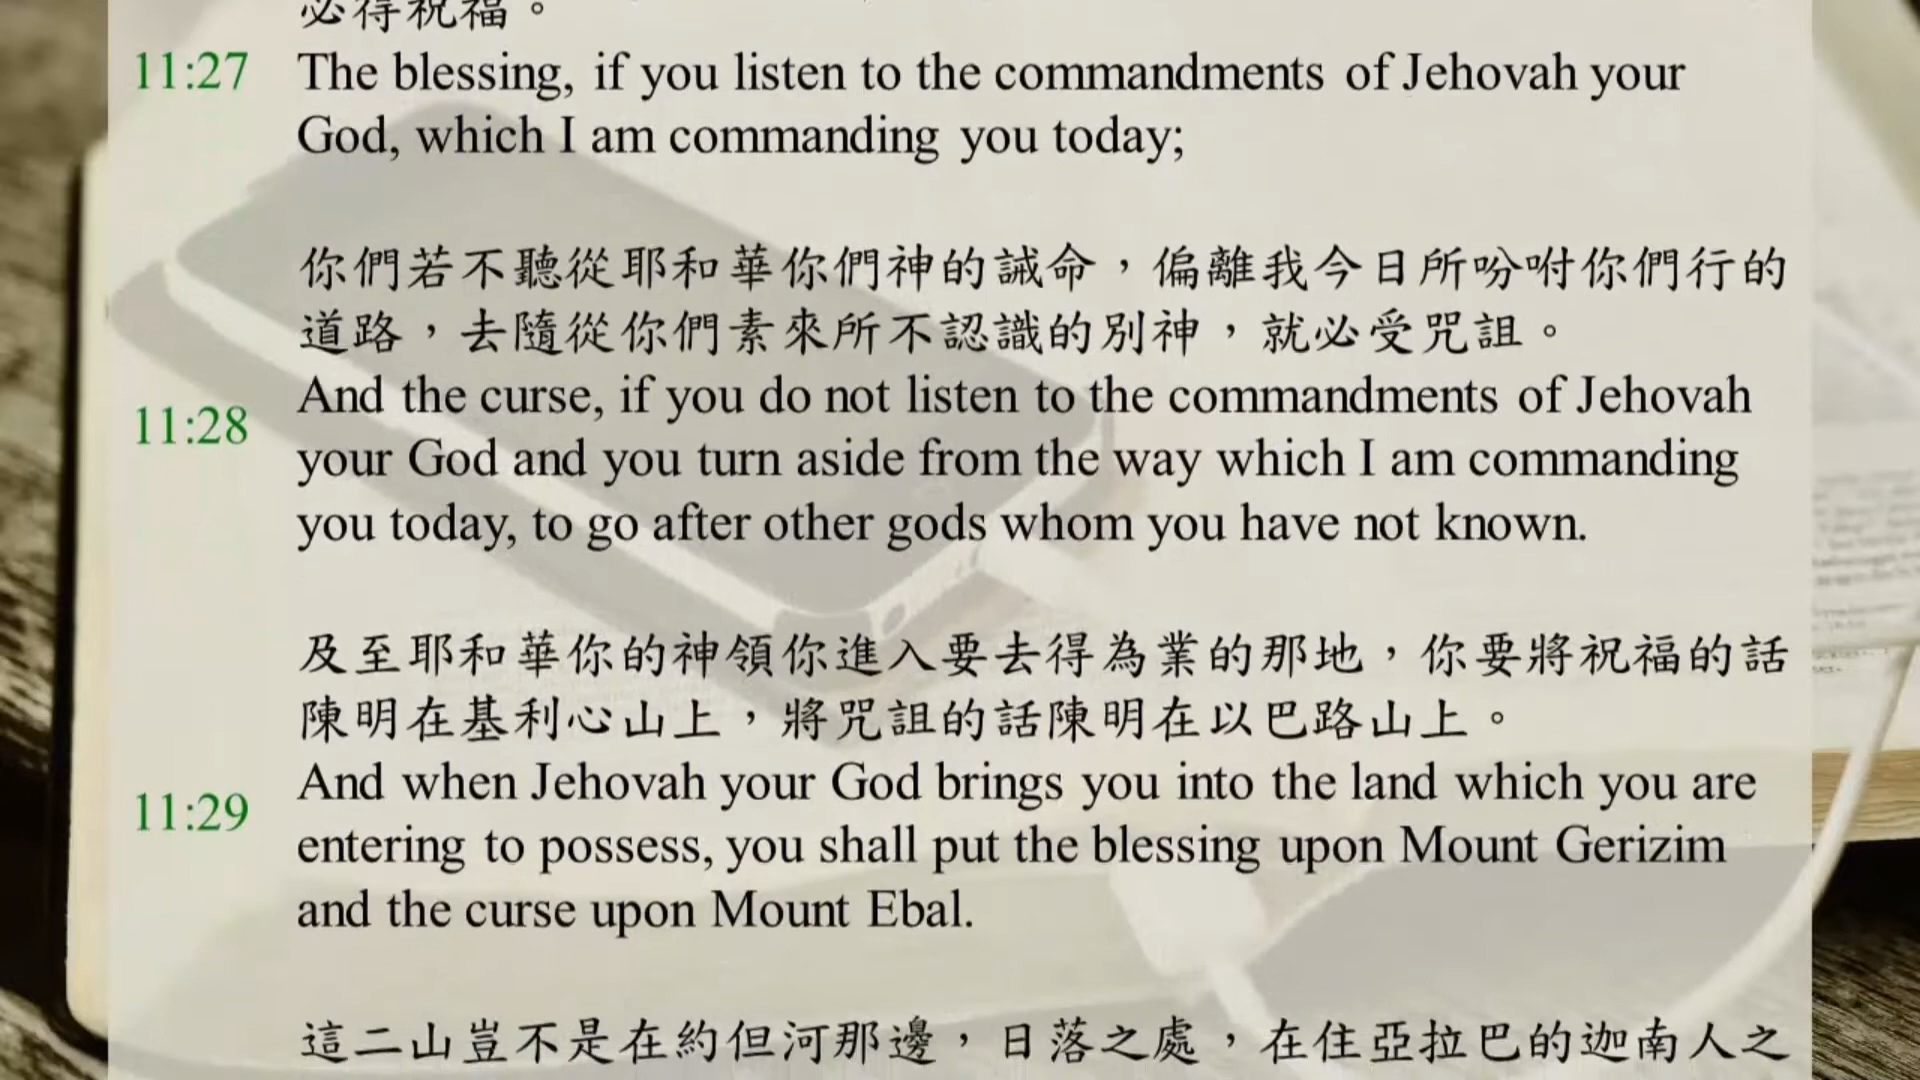 必得祝福。
11:27 The blessing, if you listen to the commandments of Jehovah your
God, which I am commanding you today;
你們若不聽從耶和華你們神的誡命，偏離我今日所吩咐你們行的
道路，去隨從你們素來所不認識的別神，就必受咒詛。
And the curse, if you do not listen to the commandments of Jehovah
11:28 your God and you turn aside from the way which I am commanding
you today, to go after other gods whom you have not known.
及至耶和華你的神領你進入要去得為業的那地，你要將祝福的話
陳明在基利心山上，將咒詛的話陳明在以巴路山上。
And when Jehovah your God brings you into the land which you are
11:29 entering to possess, you shall put the blessing upon Mount Gerizim
and the curse upon Mount Ebal.
這二山豈不是在約但河那邊，日落之處，在住亞拉巴的迦南人之